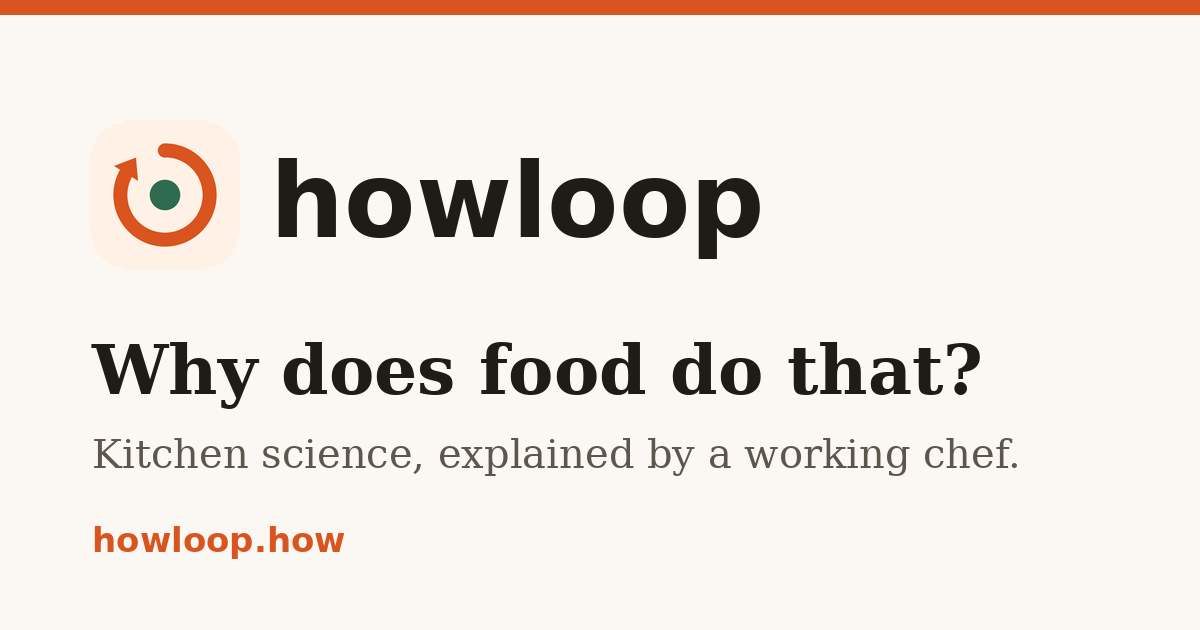 howloop
Why does food do that?
Kitchen science, explained by a working chef.
howloop.how